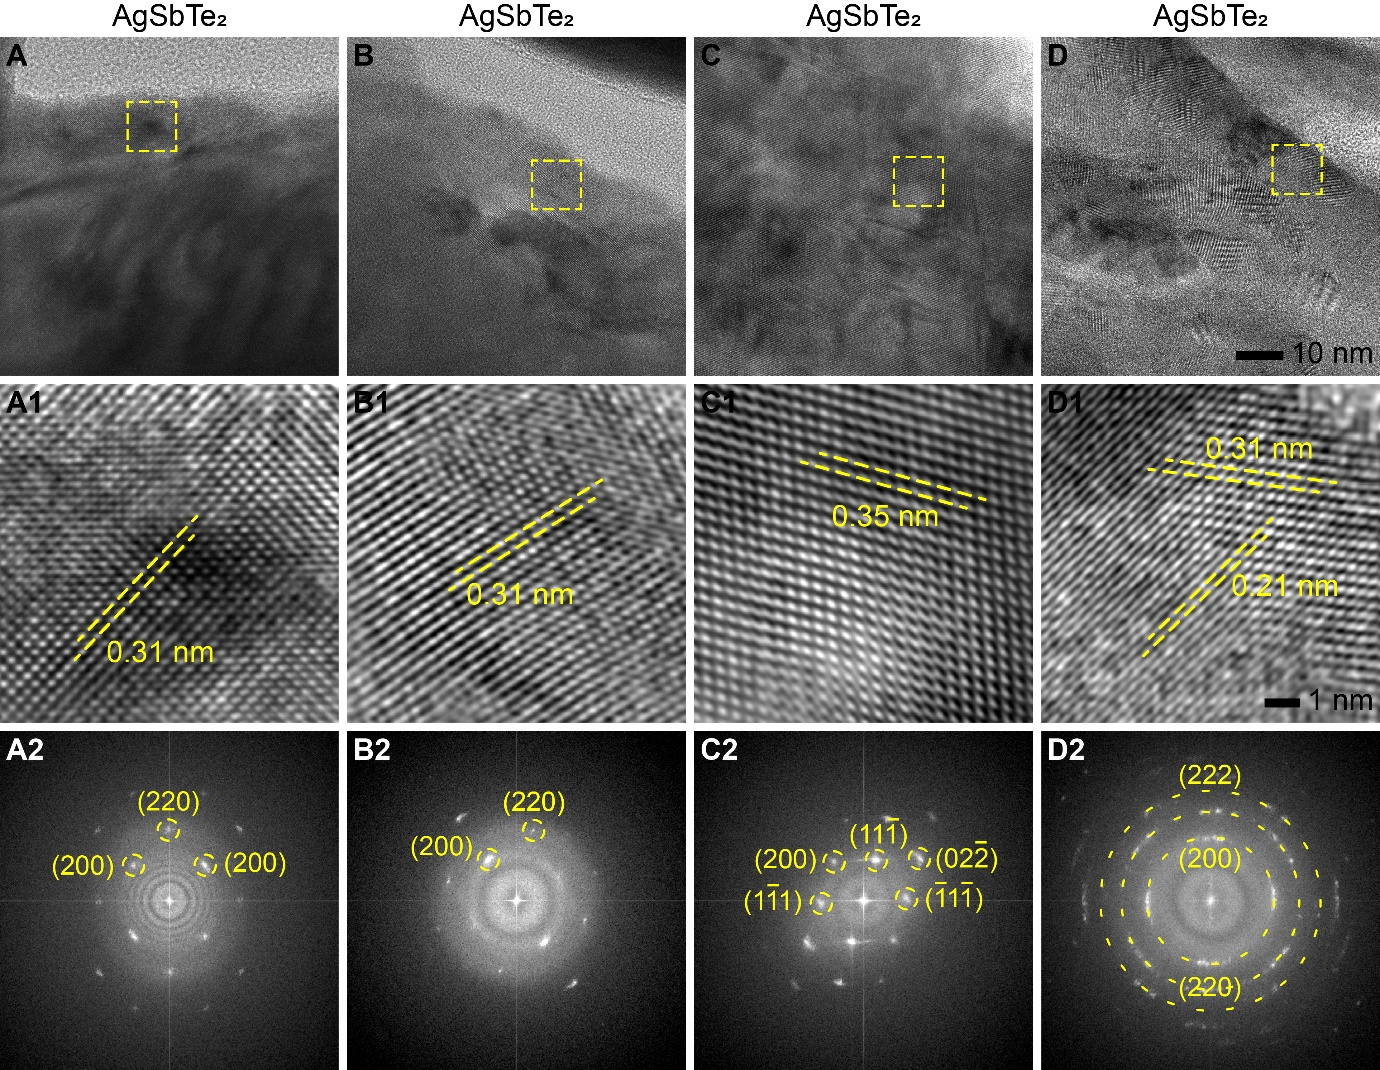 AgSbTe₂ AgSbTe₂ AgSbTe₂ AgSbTe₂
A B C D
10 nm
A1 B1 C1 D1
0.31 nm
0.31 nm
0.35 nm
0.31 nm
0.21 nm
1 nm
A2 B2 C2 D2
(220)
(200) (200)
(220)
(200)
(111̅)
(200) (022̅)
(11̅1) (1̅11̅)
(222)
(200)
(220)